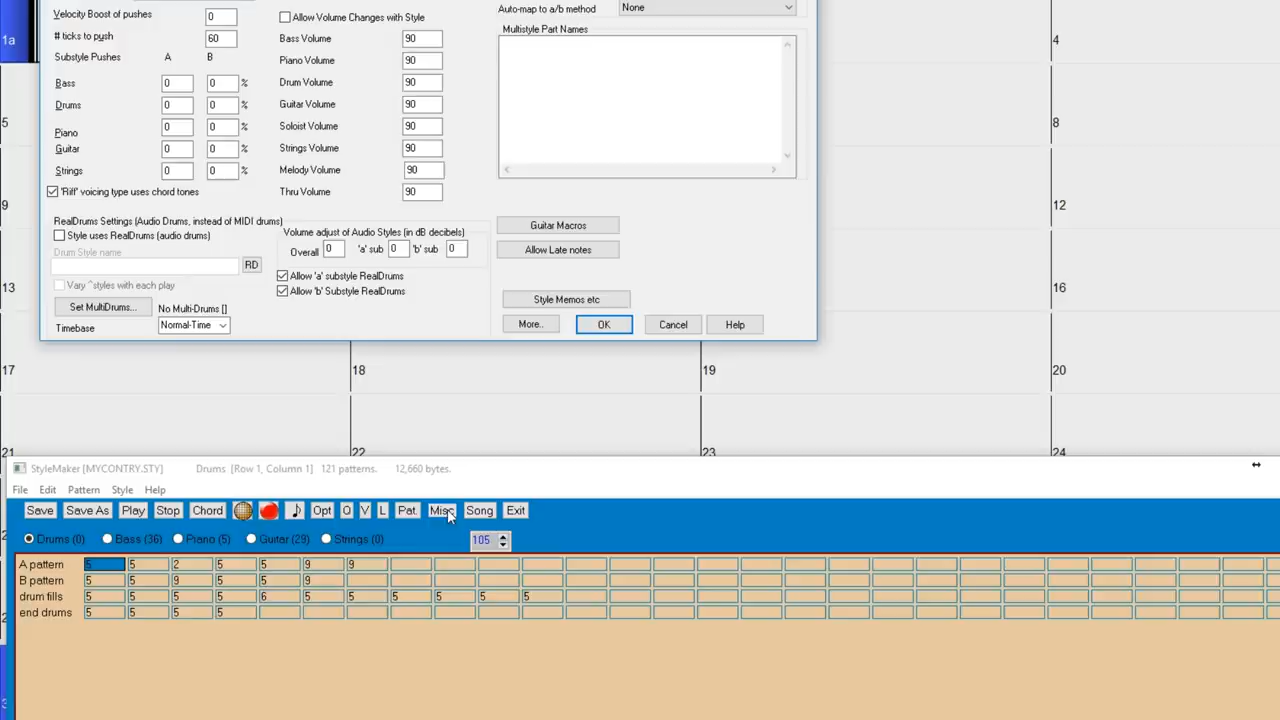 Velocity Boost of pushes 0
# ticks to push 60
Substyle Pushes A B
Bass 0 0 %
Drums 0 0 %
Piano 0 0 %
Guitar 0 0 %
Strings 0 0 %
'Riff' voicing type uses chord tones
RealDrums Settings (Audio Drums, instead of MIDI drums)
Style uses RealDrums (audio drums)
Drum Style name
RD
Vary ^styles with each play
Set MultiDrums... No Multi-Drums []
Timebase Normal-Time
Allow Volume Changes with Style
Bass Volume 90
Piano Volume 90
Drum Volume 90
Guitar Volume 90
Soloist Volume 90
Strings Volume 90
Melody Volume 90
Thru Volume 90
Volume adjust of Audio Styles (in dB decibels)
Overall 0 'a' sub 0 'b' sub 0
Allow 'a' substyle RealDrums
Allow 'b' Substyle RealDrums
Auto-map to a/b method None
Multistyle Part Names
Guitar Macros
Allow Late notes
Style Memos etc
More.. OK Cancel Help
1a 4
5 8
9 12
13 16
17 18 19 20
21 22 23 24
StyleMaker [MYCONTRY.STY] Drums [Row 1, Column 1] 121 patterns. 12,660 bytes.
File Edit Pattern Style Help
Save Save As Play Stop Chord Opt Q V L Pat. Misc Song Exit
Drums (0) Bass (36) Piano (5) Guitar (29) Strings (0) 105
A pattern 5 5 2 5 5 9 9
B pattern 5 5 9 5 5 9
drum fills 5 5 5 5 6 5 5 5 5 5 5
end drums 5 5 5 5